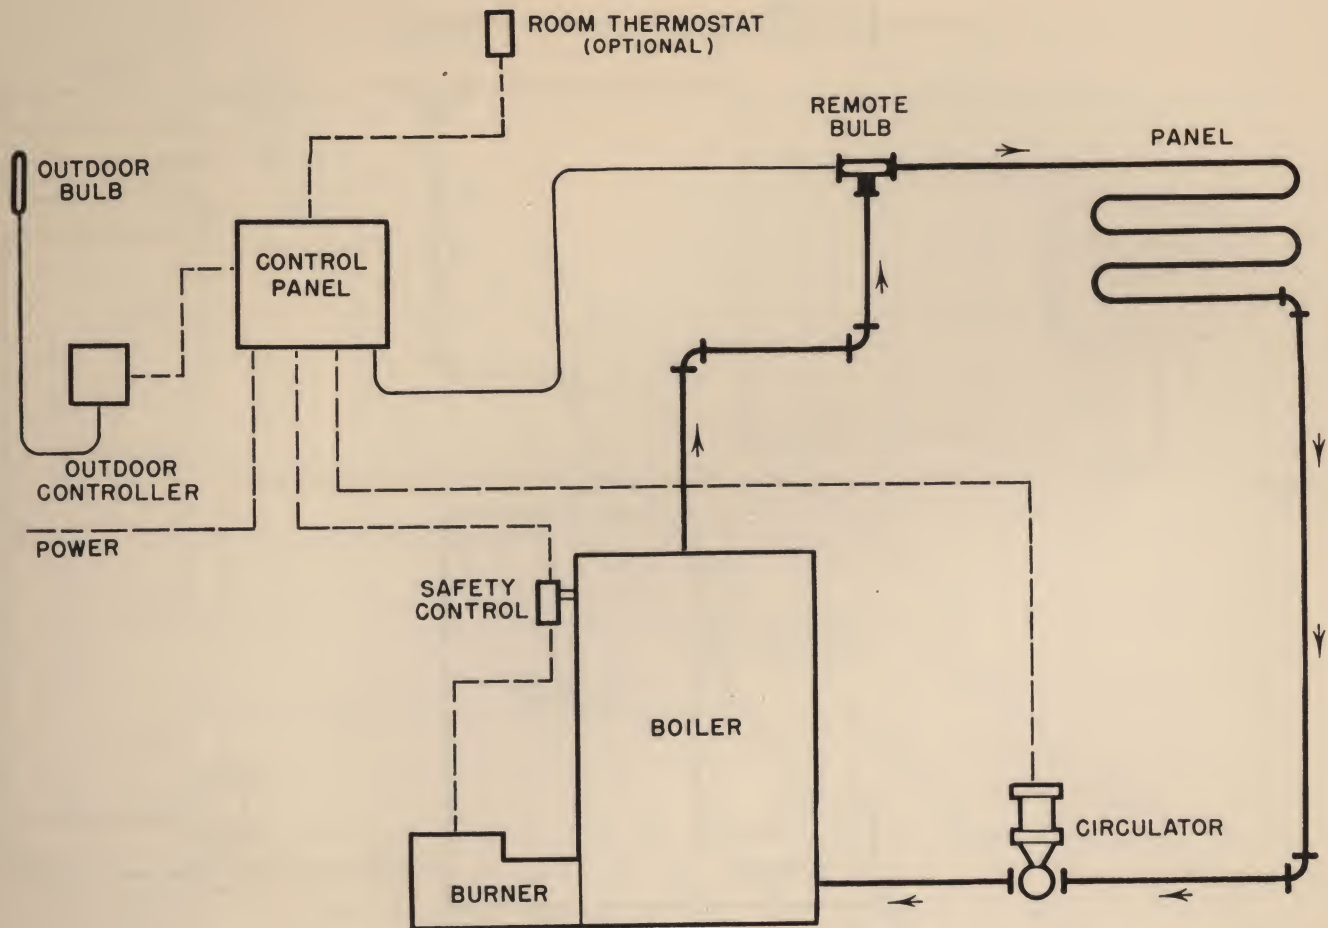 ROOM THERMOSTAT
(OPTIONAL)
REMOTE
BULB
PANEL
OUTDOOR
BULB
CONTROL
PANEL
OUTDOOR
CONTROLLER
POWER
SAFETY
CONTROL
BOILER
CIRCULATOR
BURNER